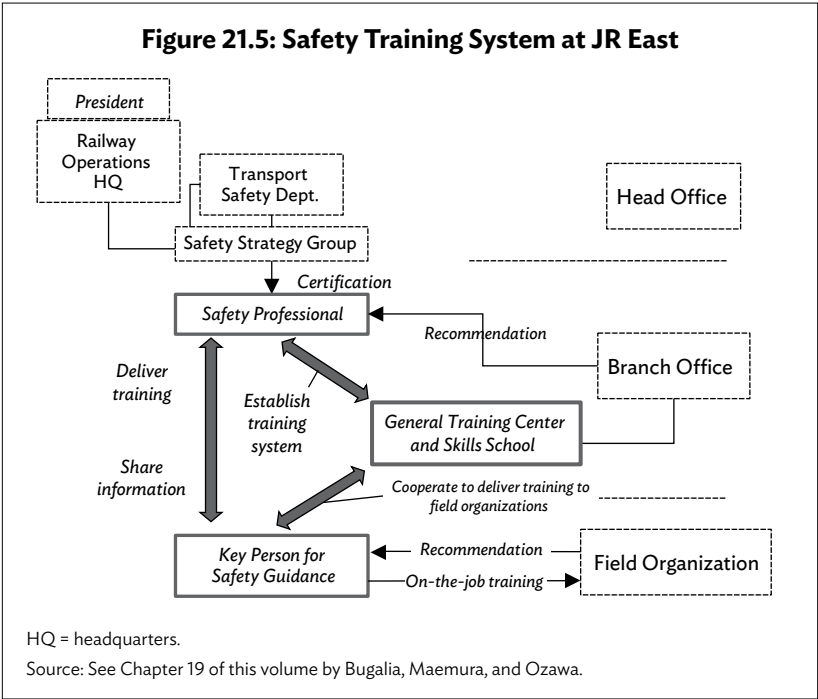 Figure 21.5: Safety Training System at JR East
President
Railway
Operations
HQ
Transport
Safety Dept.
Head Office
Safety Strategy Group
Certification
Safety Professional
Recommendation
Branch Office
Deliver
training
Establish
training
system
General Training Center
and Skills School
Share
information
Cooperate to deliver training to
field organizations
Key Person for
Safety Guidance
Recommendation
On-the-job training
Field Organization
HQ = headquarters.
Source: See Chapter 19 of this volume by Bugalia, Maemura, and Ozawa.